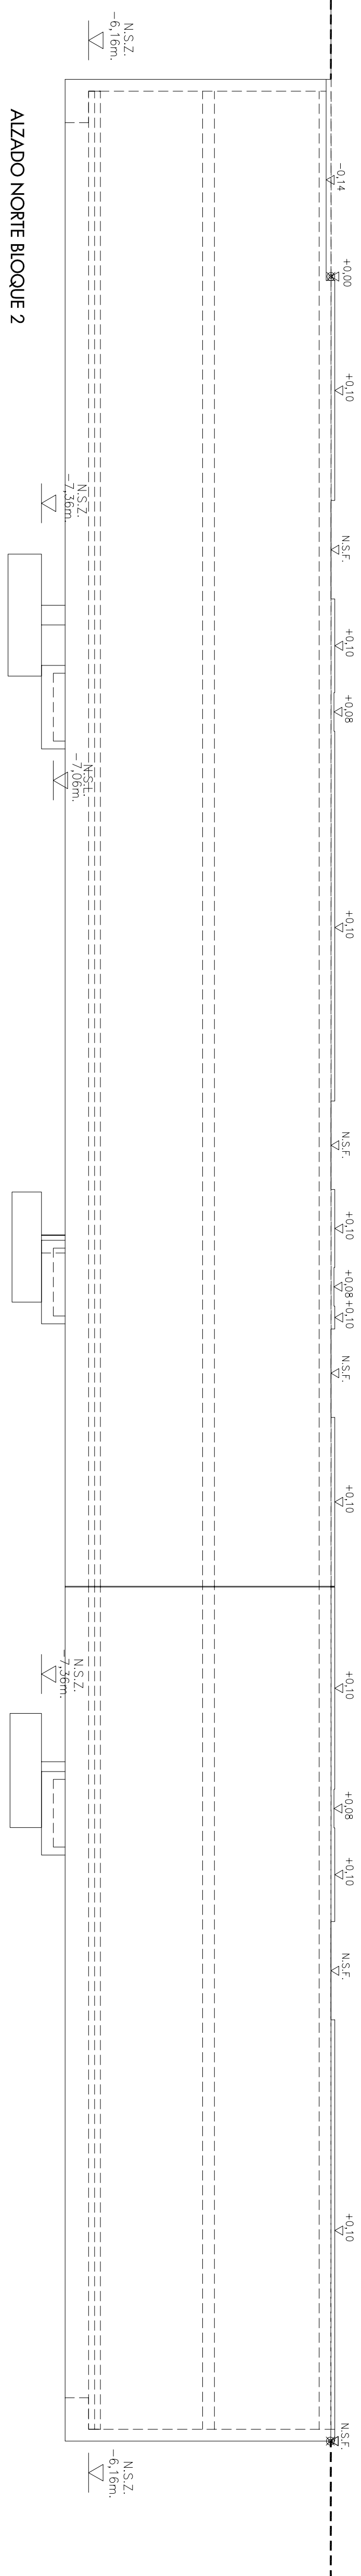 -0,14
+0,00
+0,10
N.S.F.
+0,10
+0,08
+0,10
N.S.F.
+0,10
+0,08
+0,10
N.S.F.
+0,10
+0,10
+0,08
+0,10
N.S.F.
+0,10
N.S.F.
N.S.Z.
-6,16m.
N.S.Z.
-7,36m.
N.S.L.
-7,06m.
N.S.Z.
-7,36m.
N.S.Z.
-6,16m.
ALZADO NORTE BLOQUE 2